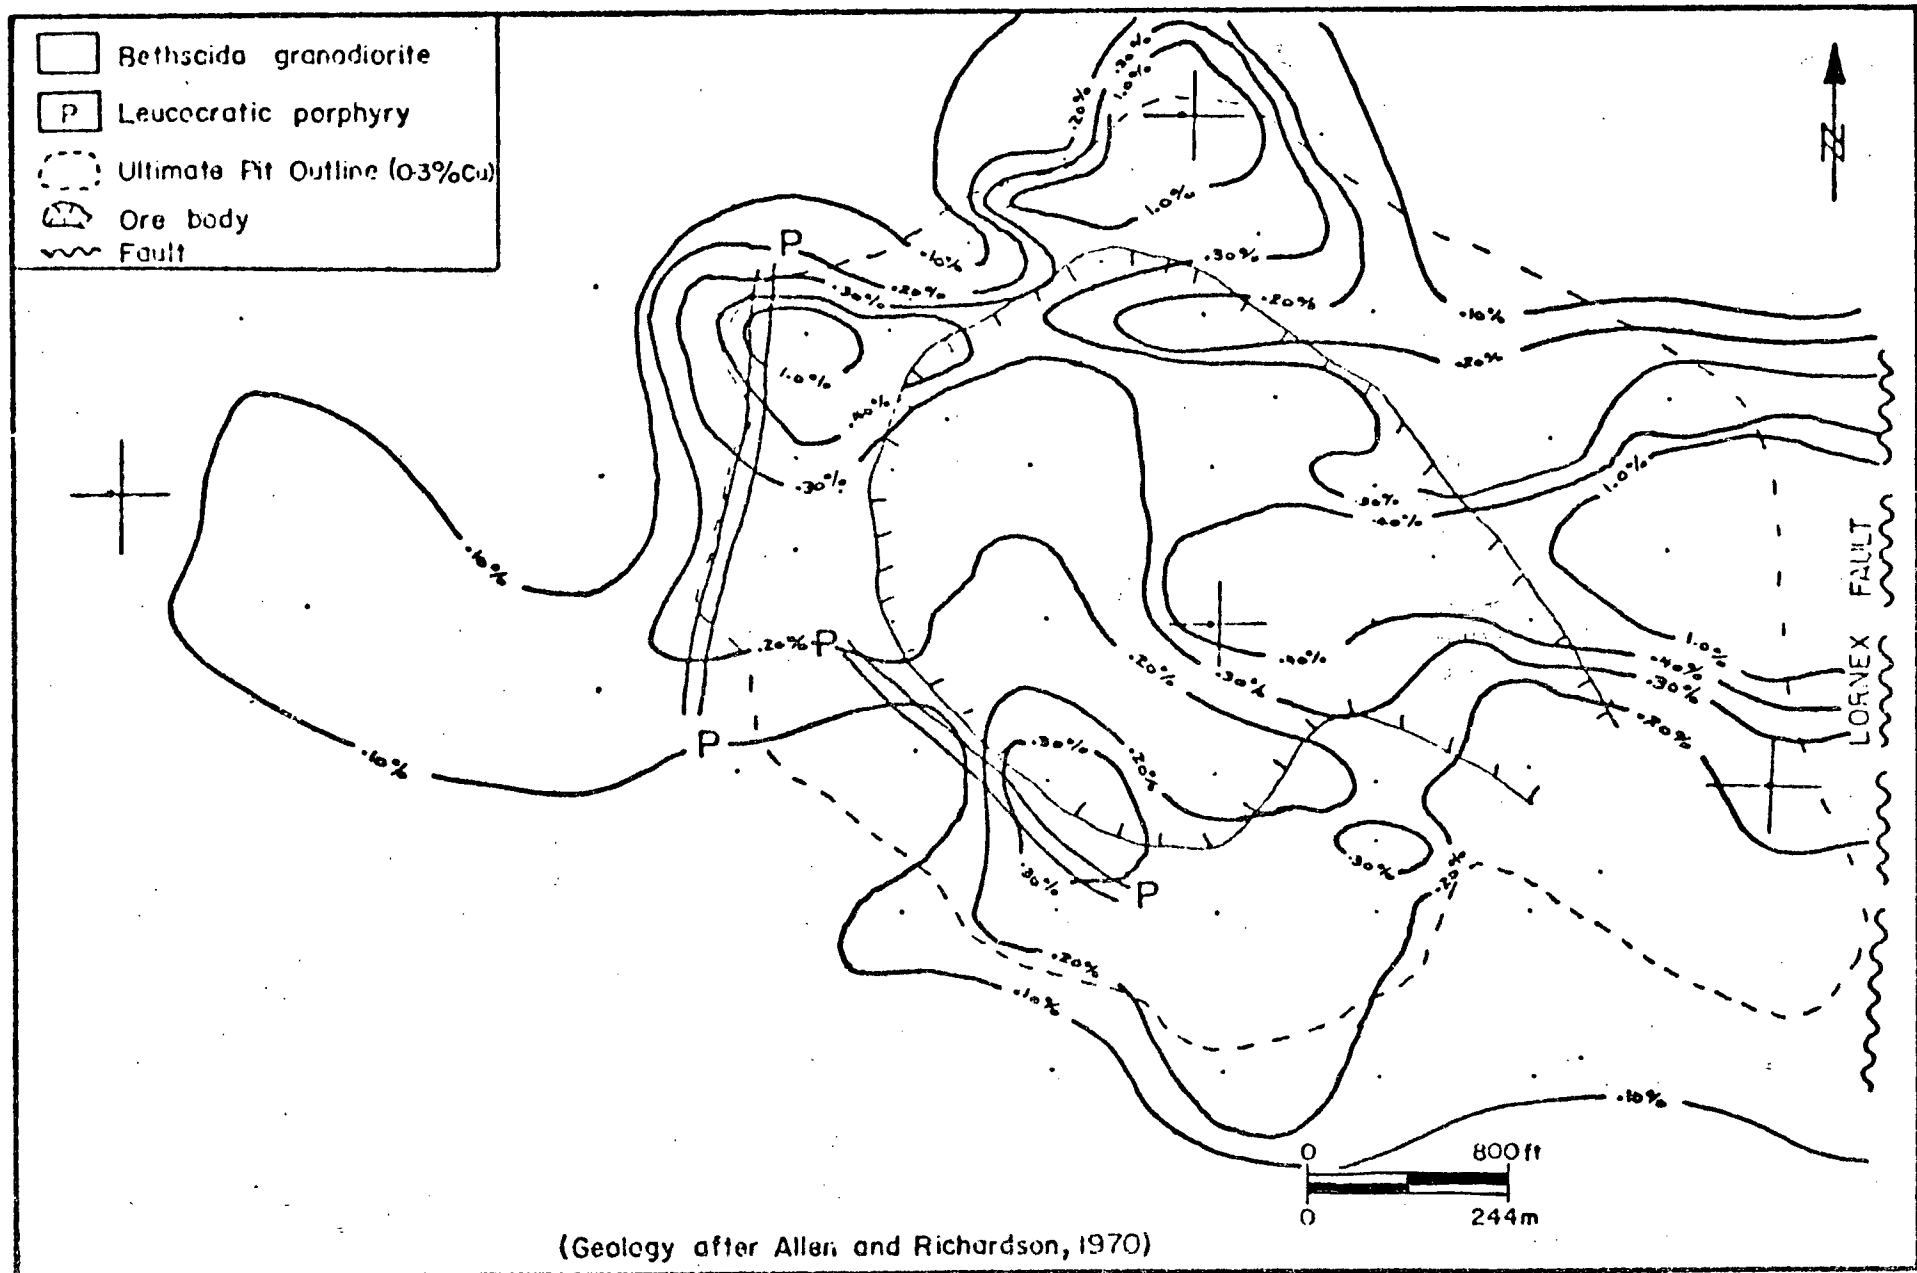 Bethsaida granodiorite
P Leucocratic porphyry
Ultimate Pit Outline (0.3%Cu)
Ore body
Fault
N
.30%
1.0%
.20%
1.0%
.30%
.20%
.10%
P
.10%
.20%
.30%
.10%
.20%
1.0%
.40%
.30%
.30%
.40%
1.0%
.10%
P
.20%
.20%
.30%
.40%
1.0%
.40%
.30%
.20%
LORNEX FAULT
P
.10%
.30%
.20%
.30%
.30%
.20%
P
.20%
.10%
.10%
0 800ft
0 244m
(Geology after Allen and Richardson, 1970)